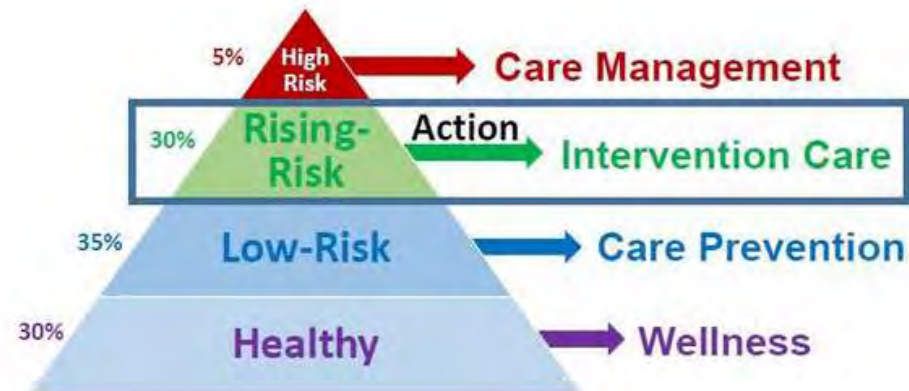 5%
High
Risk
Care Management
30%
Rising-
Risk
Action
Intervention Care
35%
Low-Risk
Care Prevention
30%
Healthy
Wellness